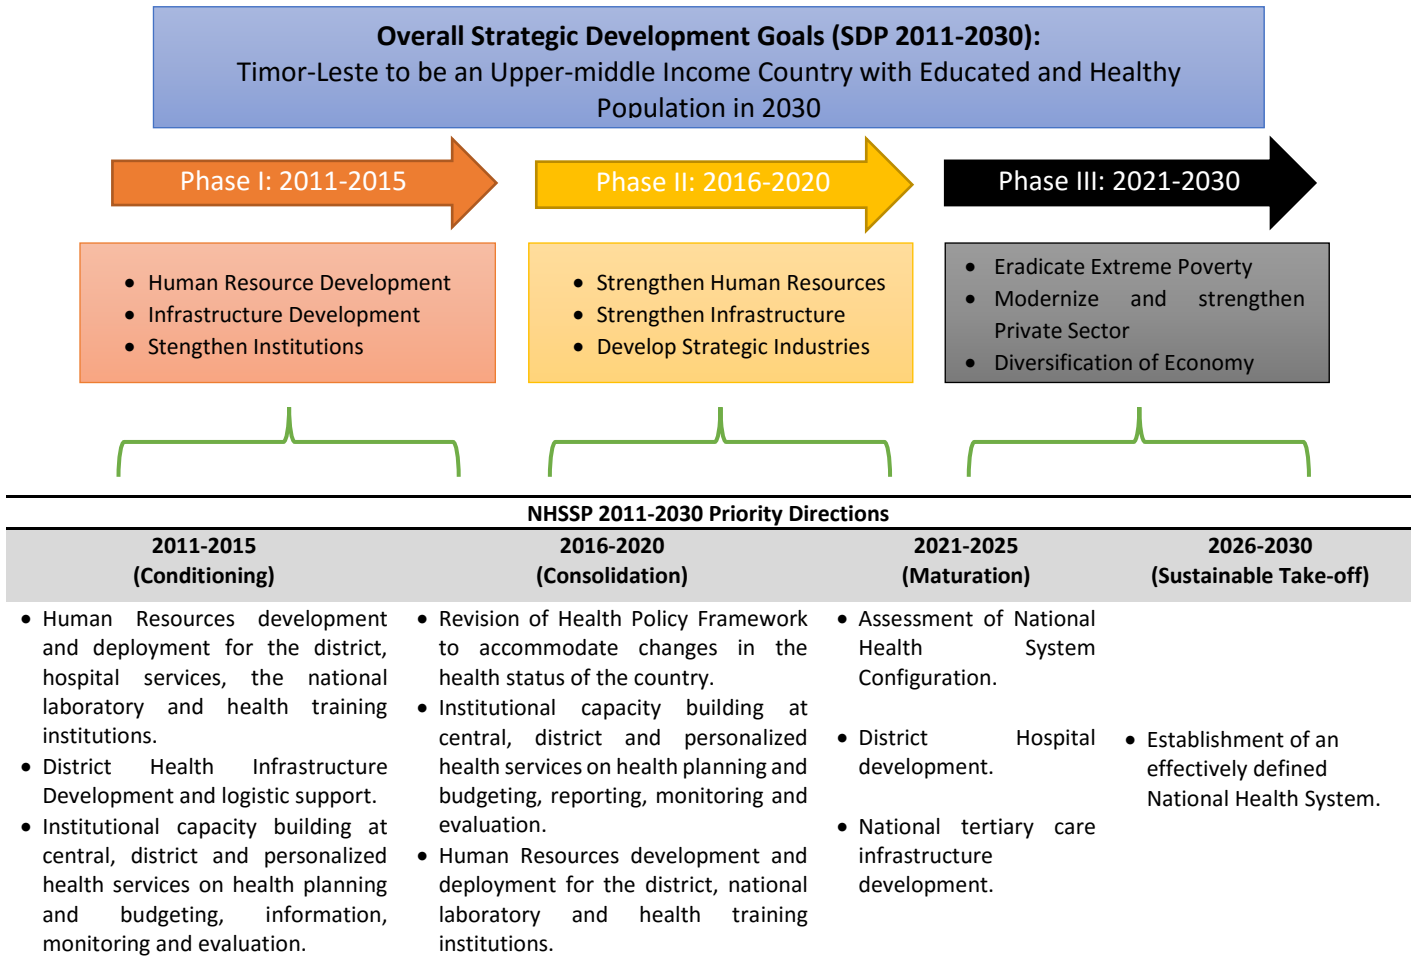 Overall Strategic Development Goals (SDP 2011-2030):
Timor-Leste to be an Upper-middle Income Country with Educated and Healthy
Population in 2030
Phase I: 2011-2015
Phase II: 2016-2020
Phase III: 2021-2030
• Human Resource Development
• Infrastructure Development
• Stengthen Institutions
• Strengthen Human Resources
• Strengthen Infrastructure
• Develop Strategic Industries
• Eradicate Extreme Poverty
• Modernize and strengthen
Private Sector
• Diversification of Economy
NHSSP 2011-2030 Priority Directions
2011-2015
(Conditioning)
2016-2020
(Consolidation)
2021-2025
(Maturation)
2026-2030
(Sustainable Take-off)
• Human Resources development
and deployment for the district,
hospital services, the national
laboratory and health training
institutions.
• District Health Infrastructure
Development and logistic support.
• Institutional capacity building at
central, district and personalized
health services on health planning
and budgeting, information,
monitoring and evaluation.
• Revision of Health Policy Framework
to accommodate changes in the
health status of the country.
• Institutional capacity building at
central, district and personalized
health services on health planning and
budgeting, reporting, monitoring and
evaluation.
• Human Resources development and
deployment for the district, national
laboratory and health training
institutions.
• Assessment of National
Health System
Configuration.
• District Hospital
development.
• National tertiary care
infrastructure
development.
• Establishment of an
effectively defined
National Health System.